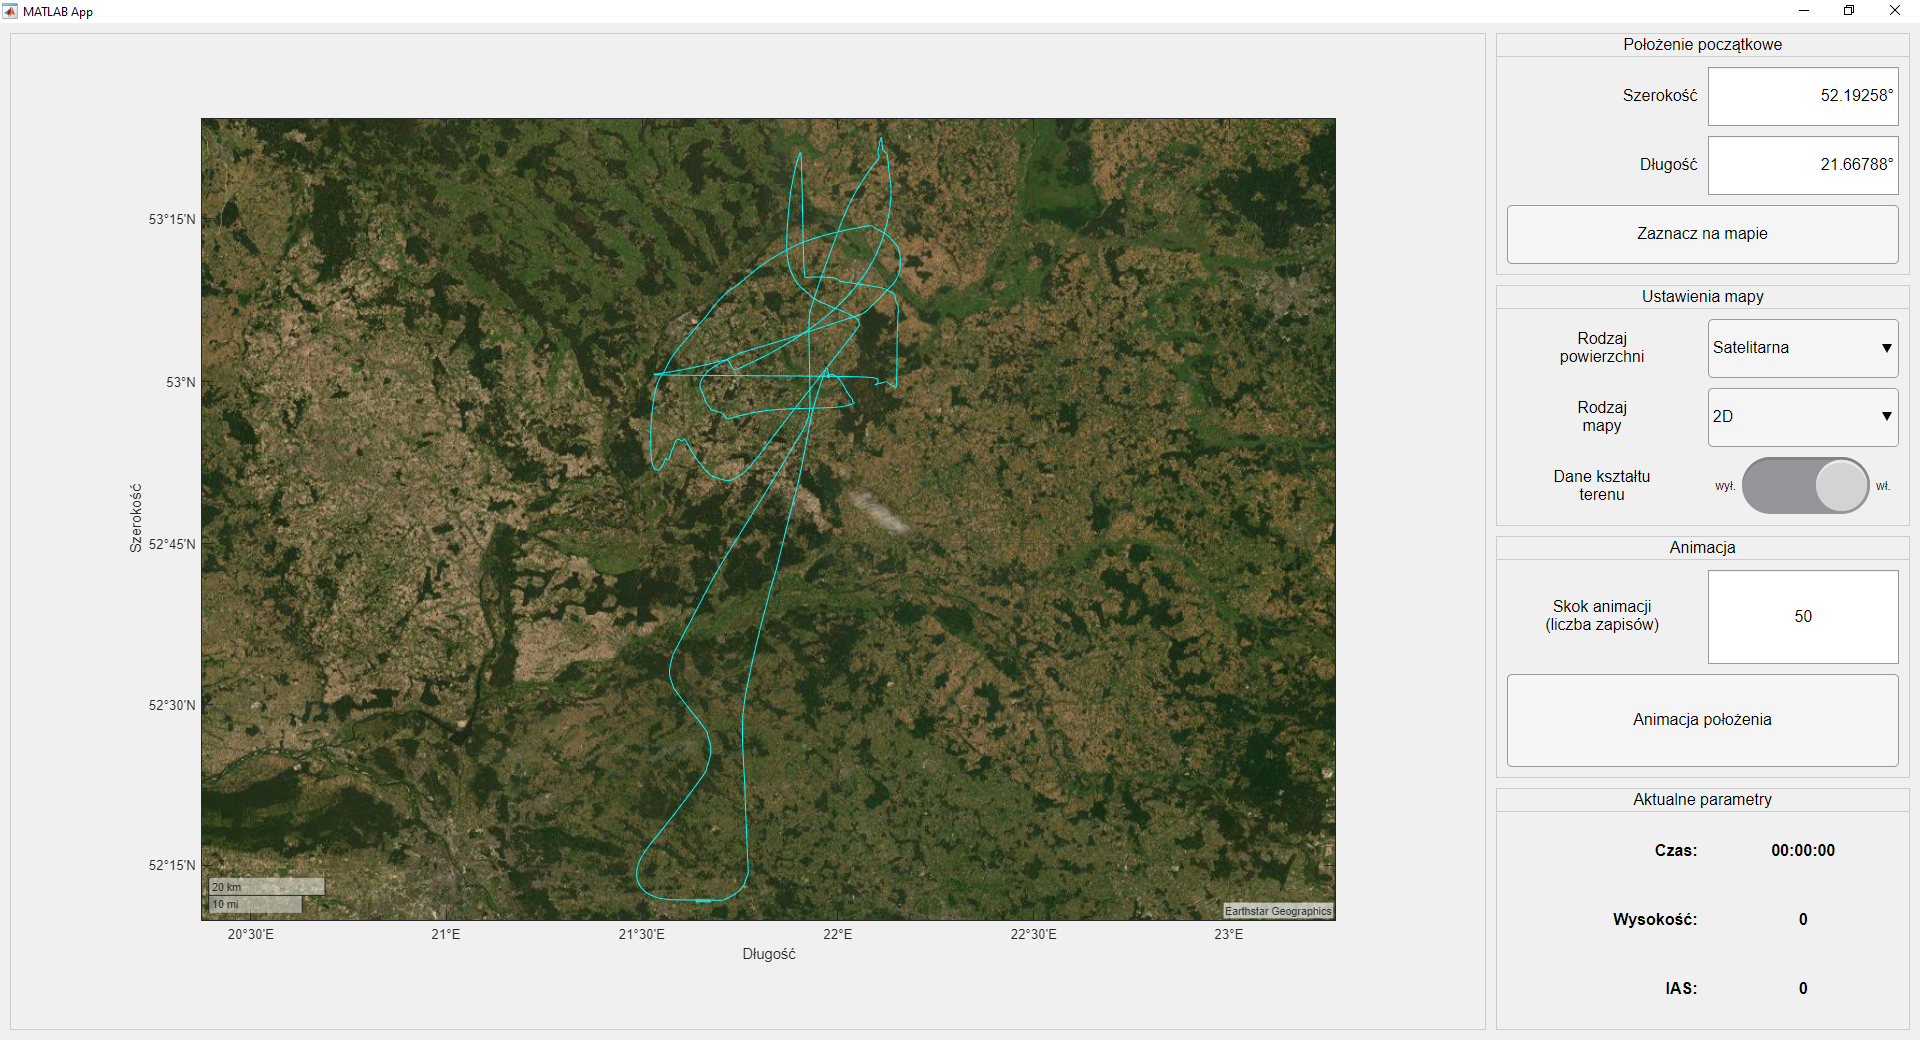 MATLAB App
53°15'N
53°N
52°45'N
52°30'N
52°15'N
Szerokość
20 km
10 mi
Earthstar Geographics
20°30'E
21°E
21°30'E
22°E
22°30'E
23°E
Długość
Położenie początkowe
Szerokość
52.19258°
Długość
21.66788°
Zaznacz na mapie
Ustawienia mapy
Rodzaj
powierzchni
Satelitarna
Rodzaj
mapy
2D
Dane kształtu
terenu
wył.
wł.
Animacja
Skok animacji
(liczba zapisów)
50
Animacja położenia
Aktualne parametry
Czas:
00:00:00
Wysokość:
0
IAS:
0